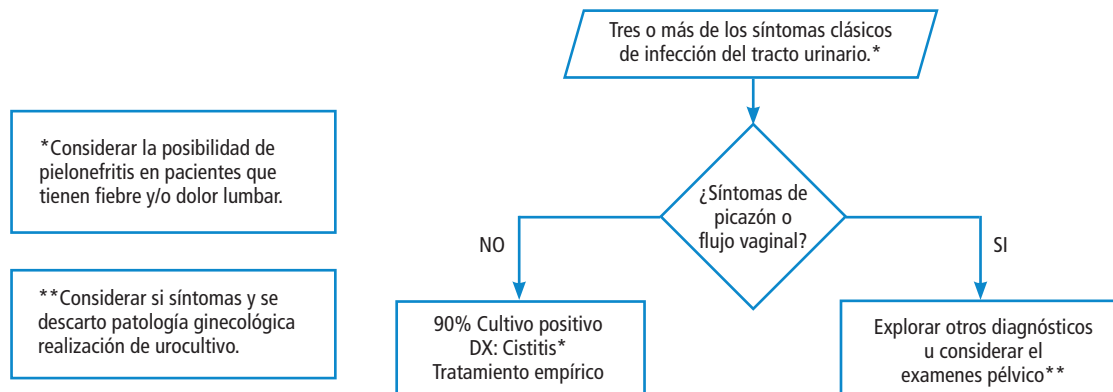 Tres o más de los síntomas clásicos
de infección del tracto urinario.*
*Considerar la posibilidad de
pielonefritis en pacientes que
tienen fiebre y/o dolor lumbar.
¿Síntomas de
picazón o
flujo vaginal?
NO
SI
**Considerar si síntomas y se
descarto patología ginecológica
realización de urocultivo.
90% Cultivo positivo
DX: Cistitis*
Tratamiento empírico
Explorar otros diagnósticos
u considerar el
examenes pélvico**